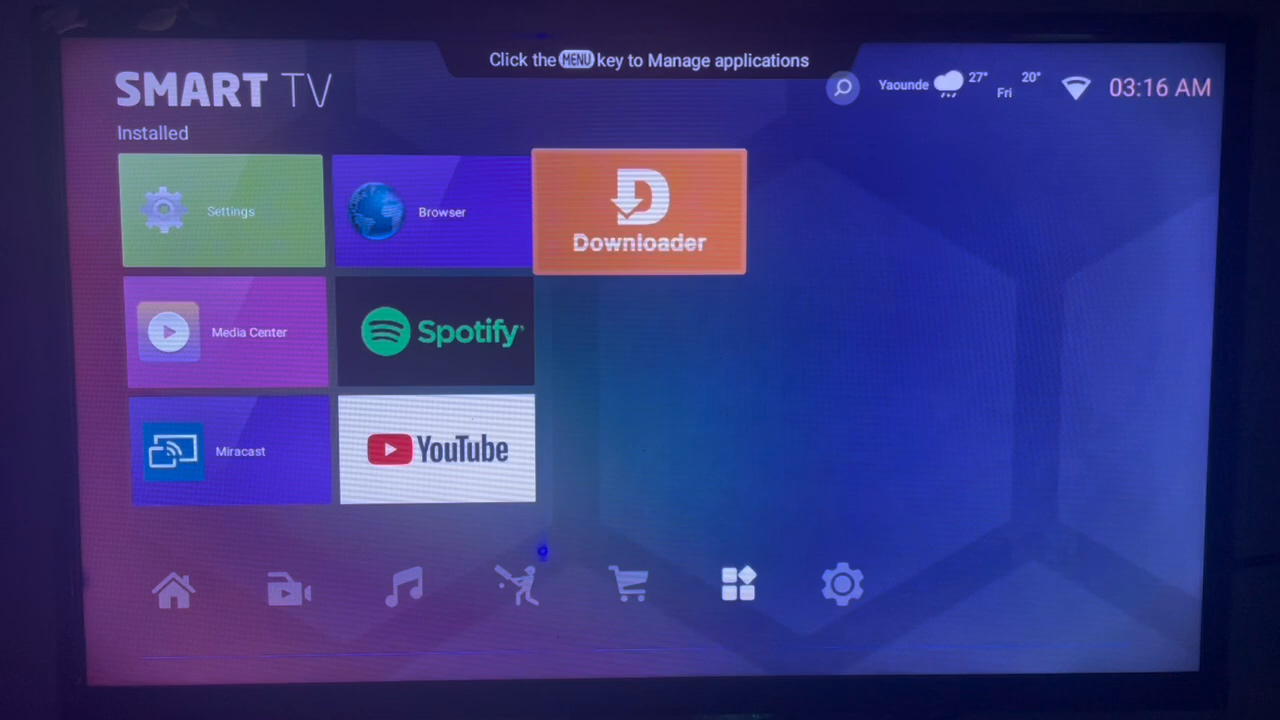 Click the MENU key to Manage applications
SMART TV
Yaounde 27° Fri 20° 03:16 AM
Installed
Settings
Browser
Downloader
Media Center
Spotify
Miracast
YouTube